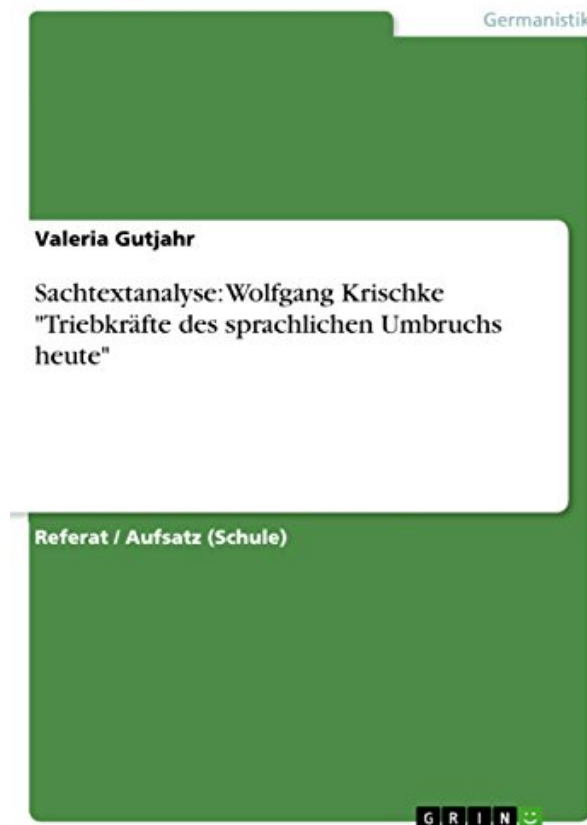 Germanistik
Valeria Gutjahr
Sachtextanalyse: Wolfgang Krischke
"Triebkräfte des sprachlichen Umbruchs
heute"
Referat / Aufsatz (Schule)
GRIN